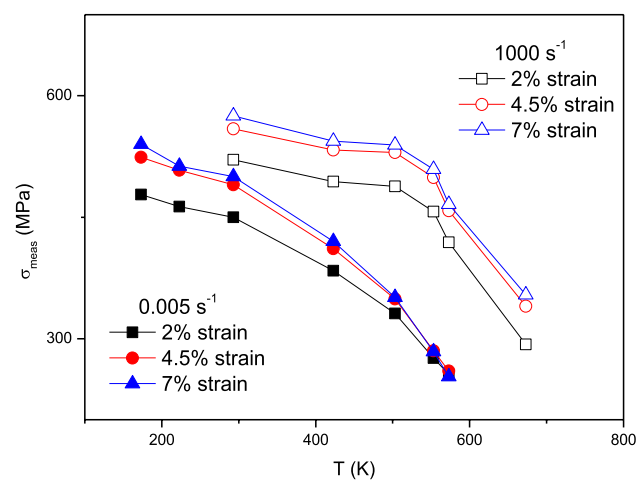 1000 s⁻¹
2% strain
4.5% strain
7% strain
600
σmeas (MPa)
300
0.005 s⁻¹
2% strain
4.5% strain
7% strain
200 400 600 800
T (K)